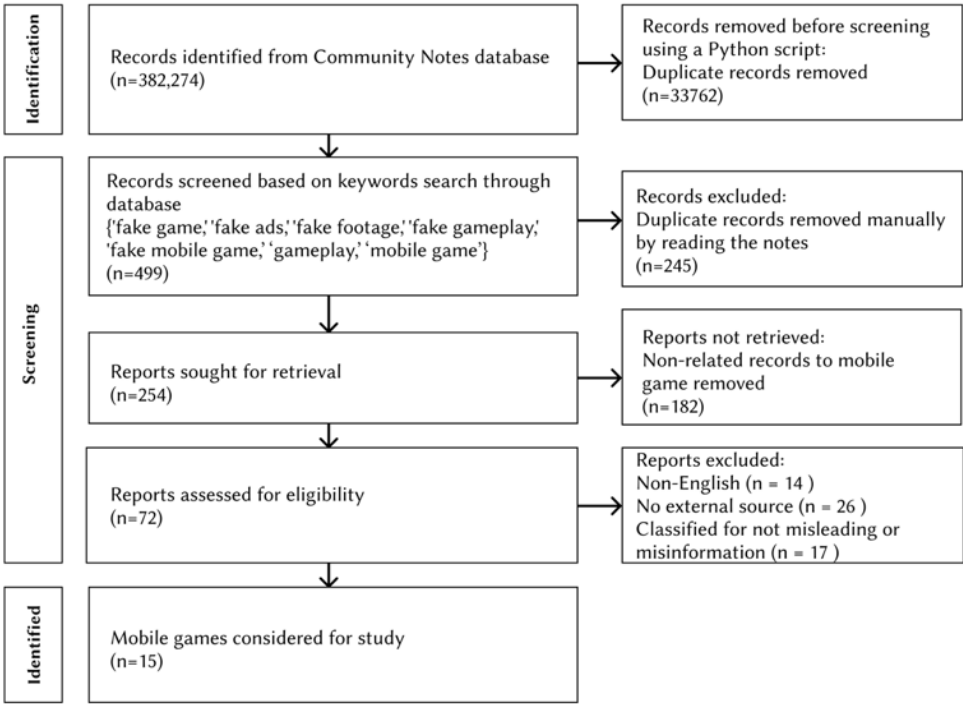 Identification
Records identified from Community Notes database
(n=382,274)
Records removed before screening
using a Python script:
Duplicate records removed
(n=33762)
Screening
Records screened based on keywords search through
database
{'fake game,' 'fake ads,' 'fake footage,' 'fake gameplay,'
'fake mobile game,' 'gameplay,' 'mobile game'}
(n=499)
Records excluded:
Duplicate records removed manually
by reading the notes
(n=245)
Reports sought for retrieval
(n=254)
Reports not retrieved:
Non-related records to mobile
game removed
(n=182)
Reports assessed for eligibility
(n=72)
Reports excluded:
Non-English (n = 14 )
No external source (n = 26 )
Classified for not misleading or
misinformation (n = 17 )
Identified
Mobile games considered for study
(n=15)